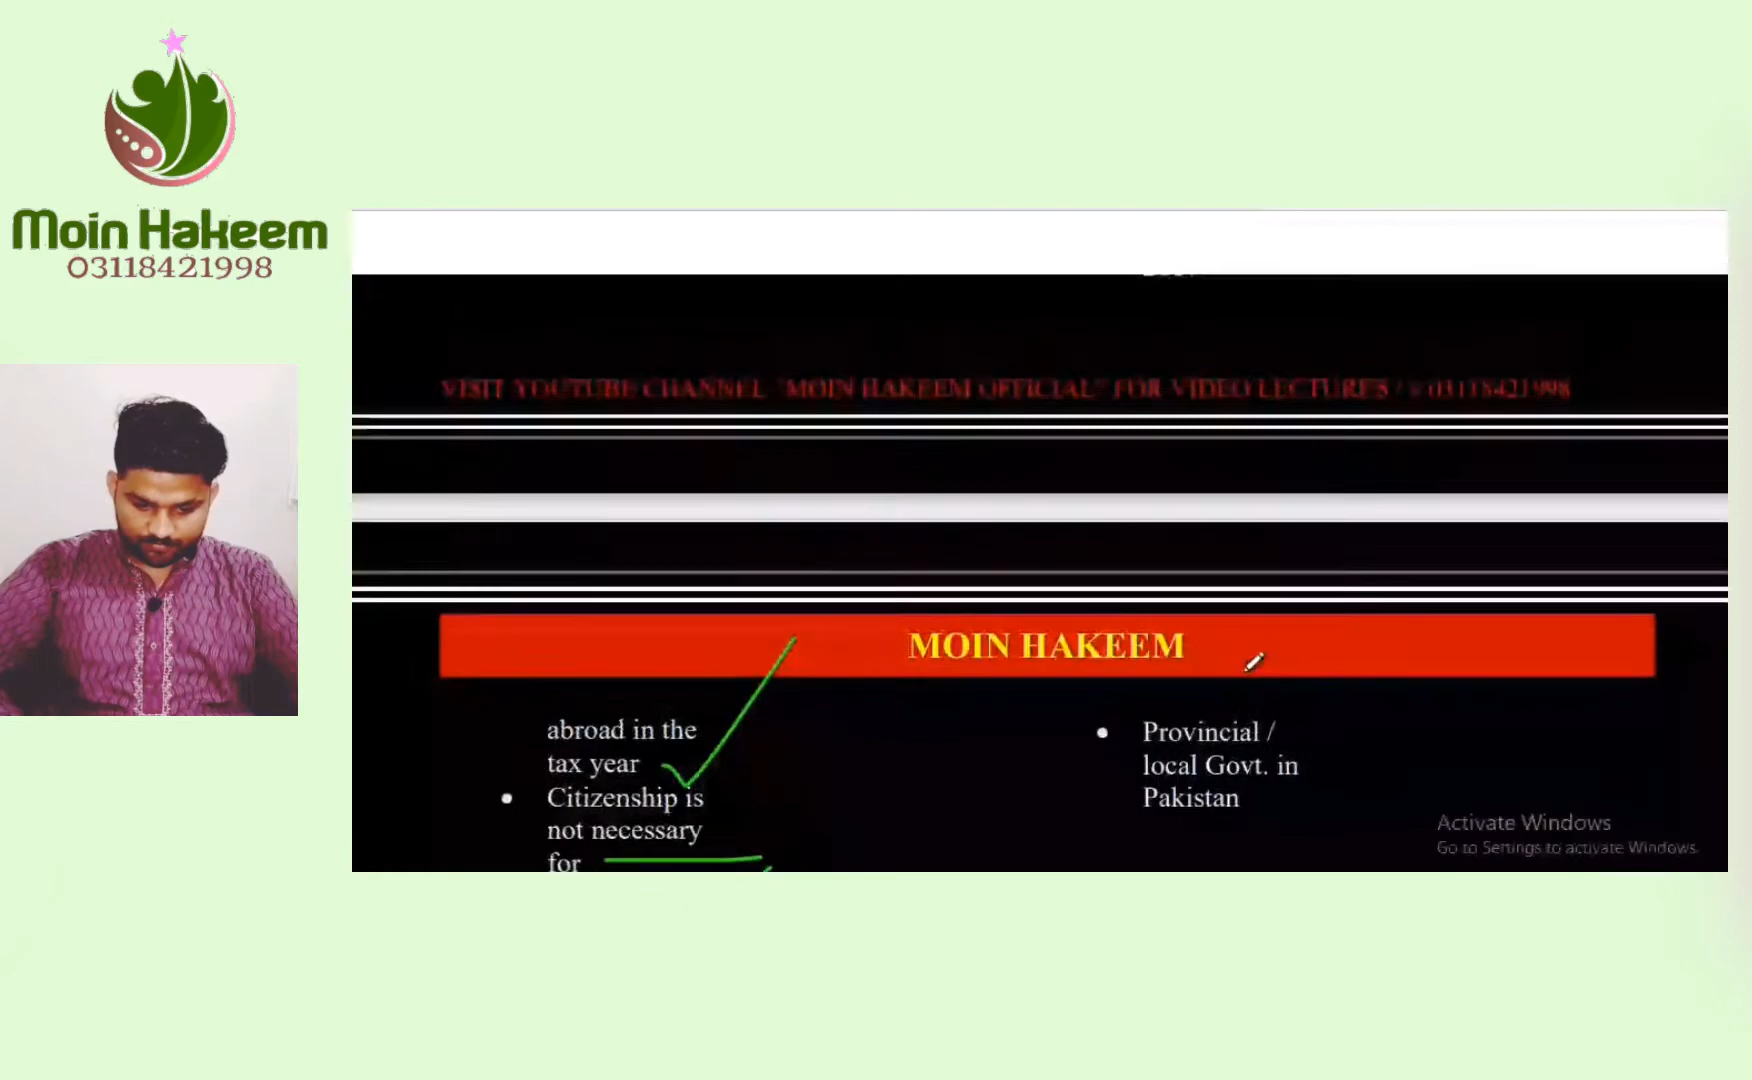 Moin Hakeem
03118421998
VISIT YOUTUBE CHANNEL "MOIN HAKEEM OFFICIAL" FOR VIDEO LECTURES /
03118421998
MOIN HAKEEM
abroad in the
tax year
• Citizenship is
not necessary
for
• Provincial /
local Govt. in
Pakistan
Activate Windows
Go to Settings to activate Windows.